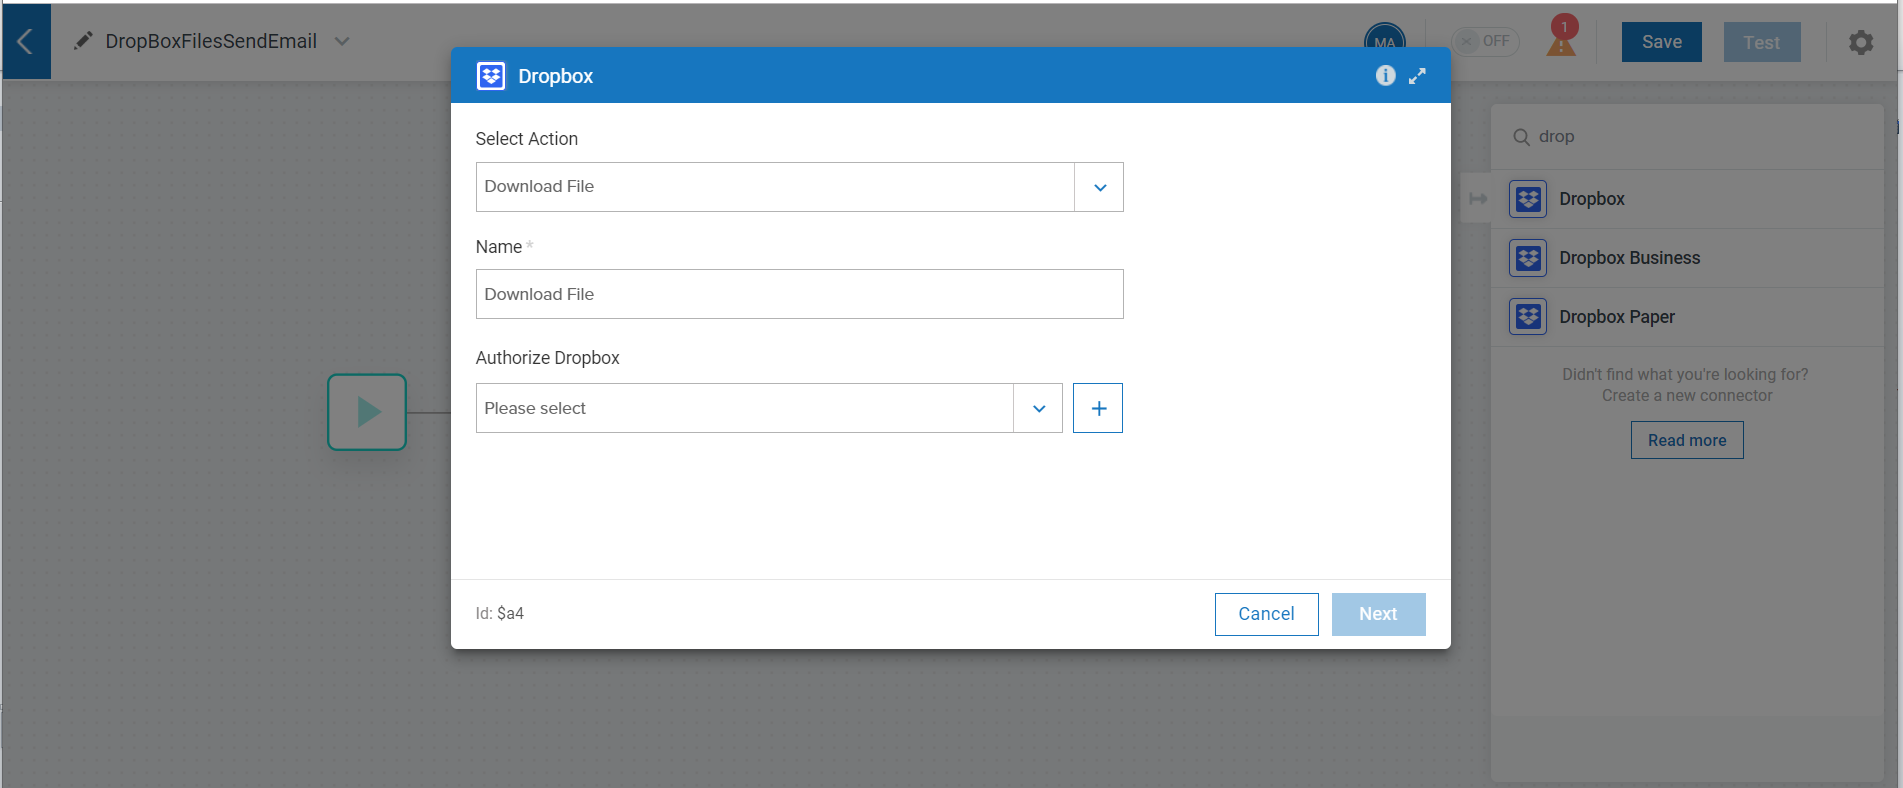 DropBoxFilesSendEmail
MA
OFF
1
Save
Test
Dropbox
Select Action
Download File
Name *
Download File
Authorize Dropbox
Please select
Id: $a4
Cancel
Next
drop
Dropbox
Dropbox Business
Dropbox Paper
Didn't find what you're looking for?
Create a new connector
Read more